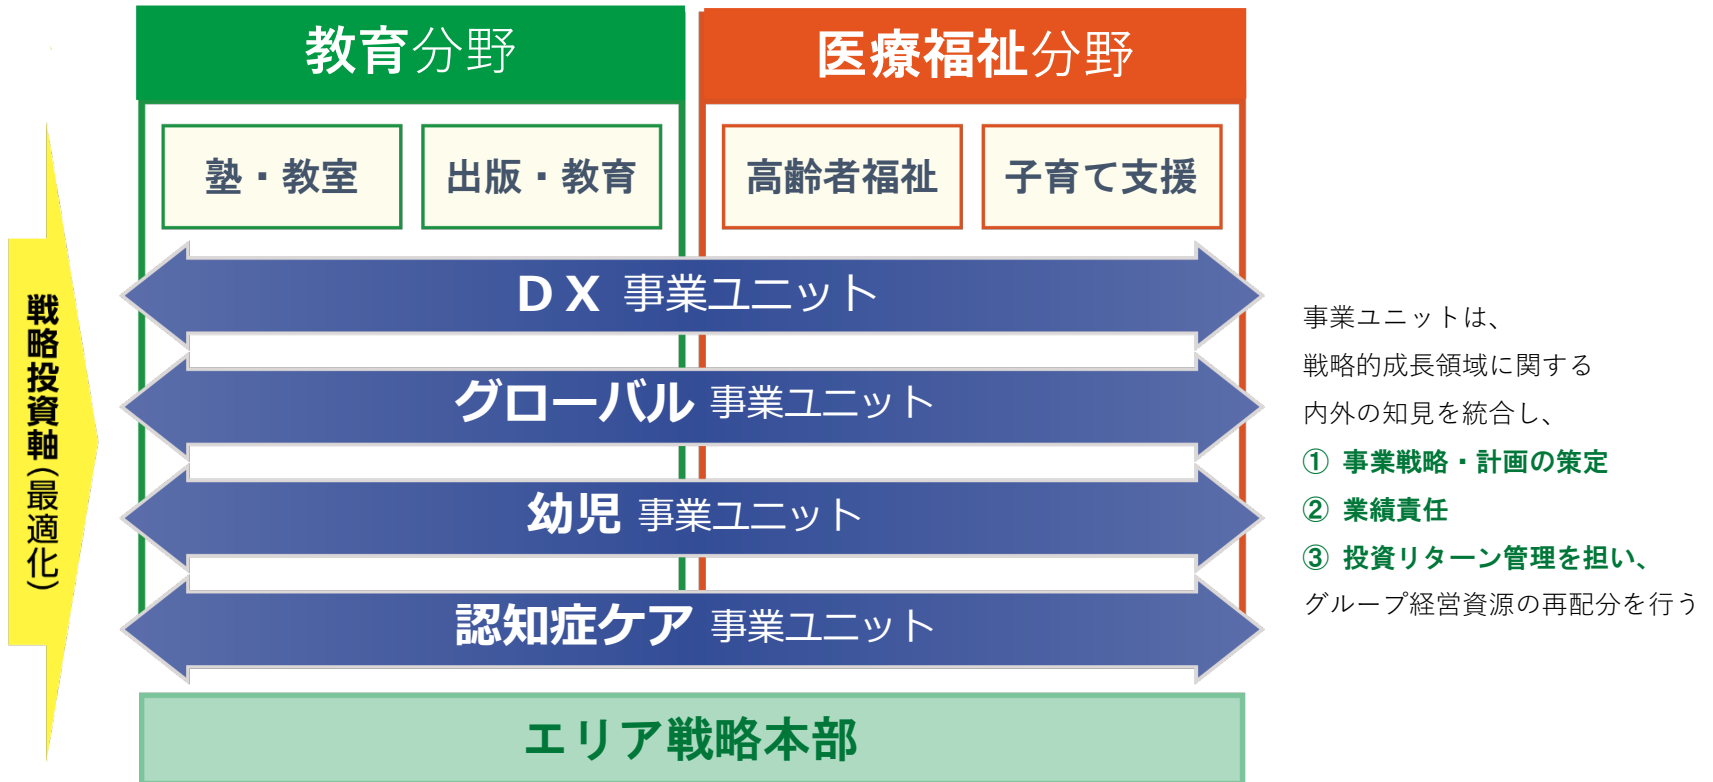 教育分野
医療福祉分野
塾・教室
出版・教育
高齢者福祉
子育て支援
戦略投資軸(最適化)
DX 事業ユニット
グローバル 事業ユニット
幼児 事業ユニット
認知症ケア 事業ユニット
エリア戦略本部
事業ユニットは、
戦略的成長領域に関する
内外の知見を統合し、
① 事業戦略・計画の策定
② 業績責任
③ 投資リターン管理を担い、
グループ経営資源の再配分を行う